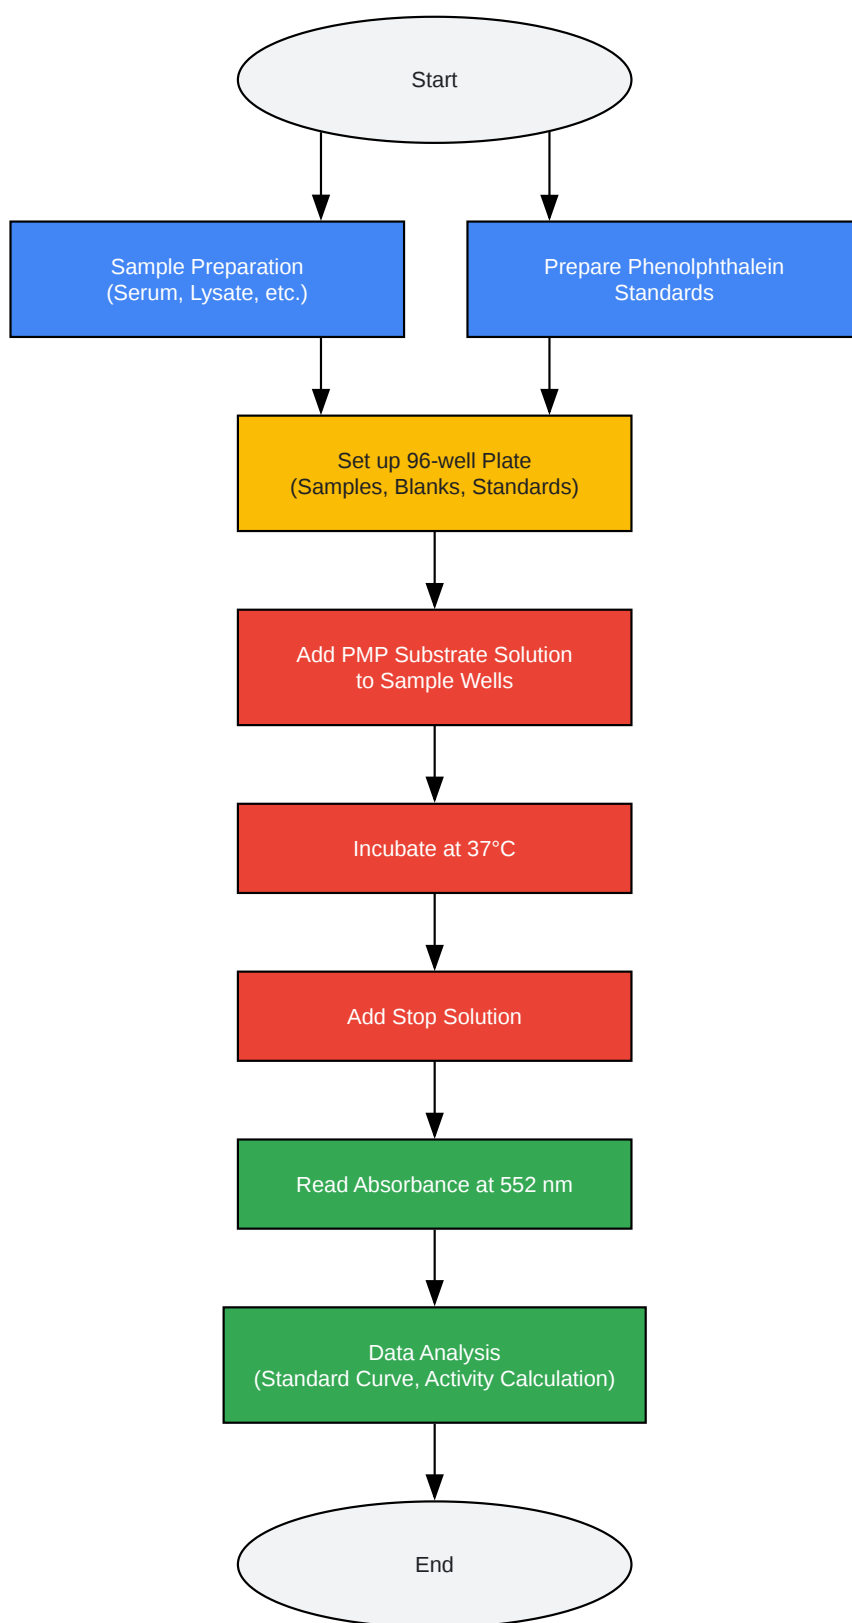 Start
Sample Preparation
(Serum, Lysate, etc.)
Prepare Phenolphthalein
Standards
Set up 96-well Plate
(Samples, Blanks, Standards)
Add PMP Substrate Solution
to Sample Wells
Incubate at 37°C
Add Stop Solution
Read Absorbance at 552 nm
Data Analysis
(Standard Curve, Activity Calculation)
End